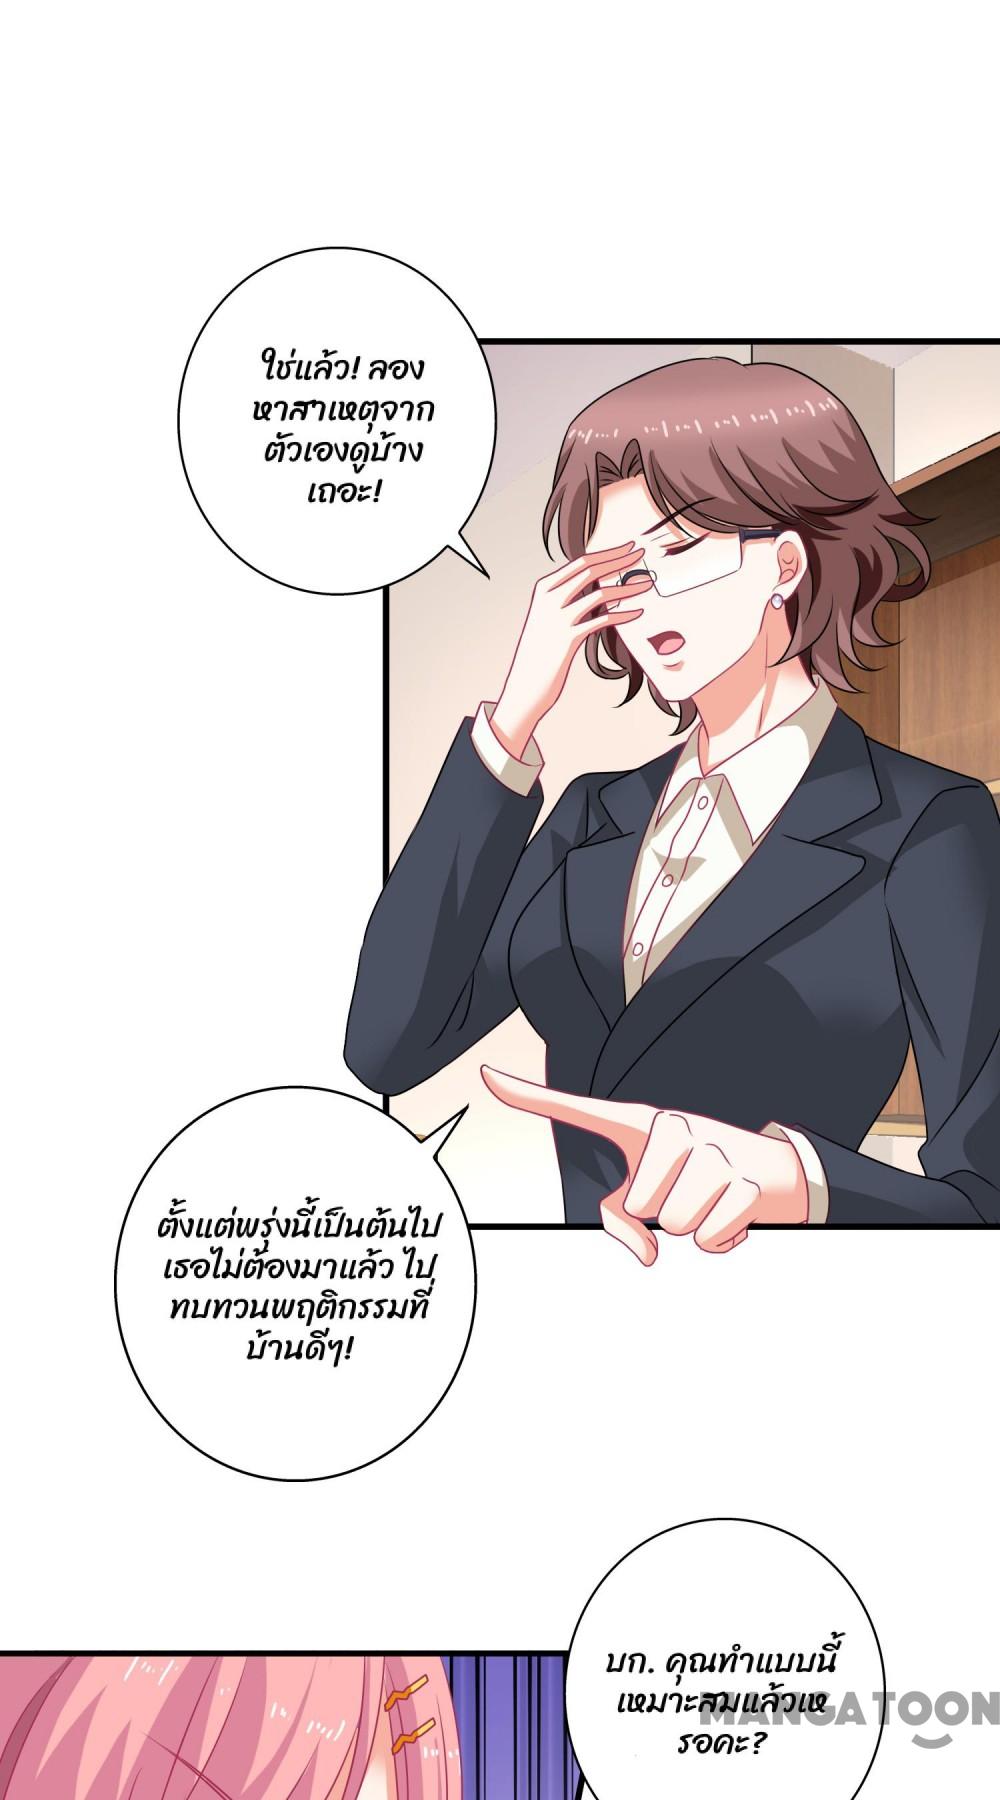 ใช่แล้ว! ลอง
หาสาเหตุจาก
ตัวเองดูบ้าง
เถอะ!
ตั้งแต่พรุ่งนี้เป็นต้นไป
เธอไม่ต้องมาแล้ว ไป
ทบทวนพฤติกรรมที่
บ้านดีๆ!
บก. คุณทำแบบนี้
เหมาะสมแล้วเห
รอคะ?
MANGATOON